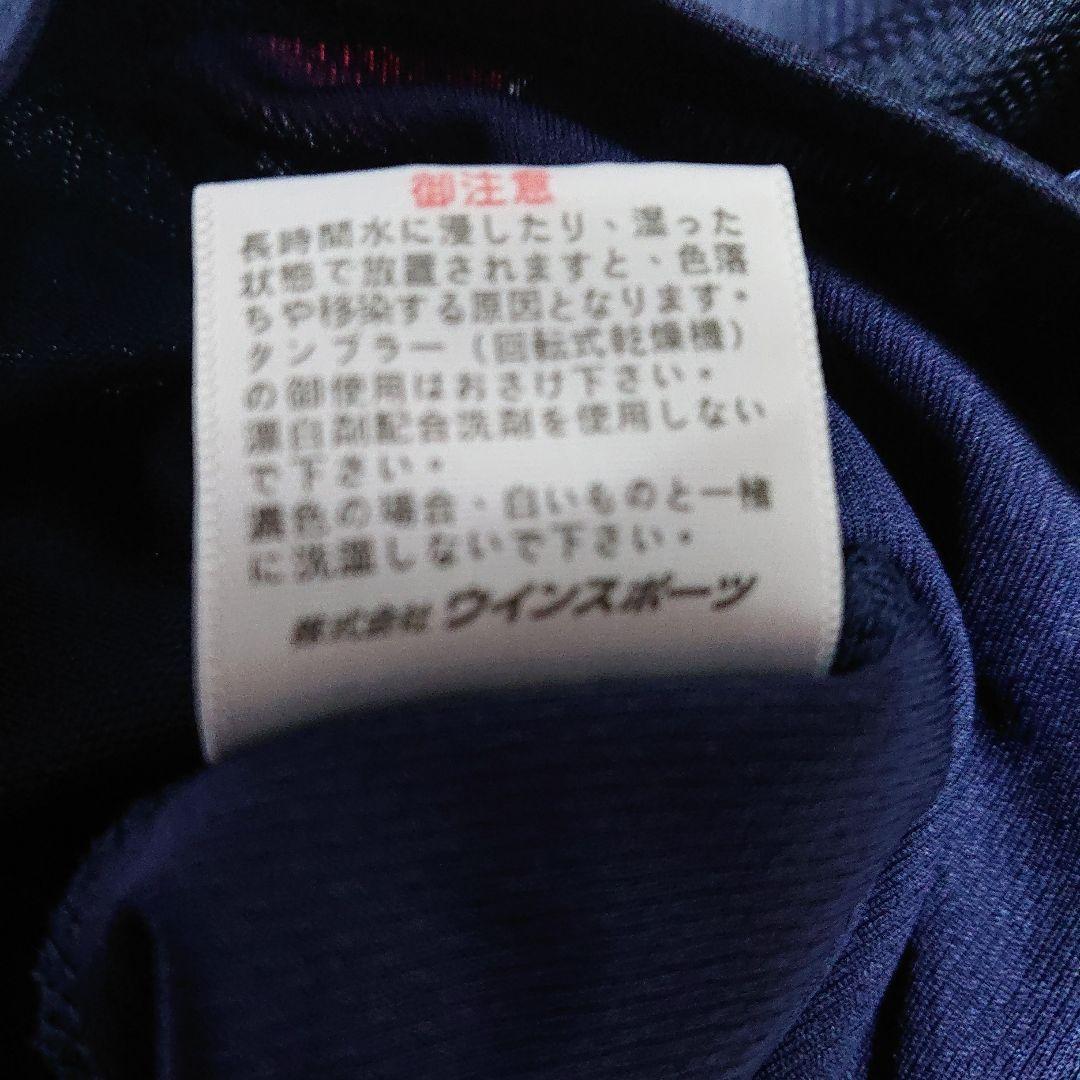 御注意
長時間水に浸したり、湿った
状態で放置されますと、色落
ちや移染する原因となります。
タンブラー（回転式乾燥機）
の御使用はおさけ下さい。
漂白剤配合洗剤を使用しない
で下さい。
濃色の場合、白いものと一緒
に洗濯しないで下さい。
株式会社 ウインスポーツ